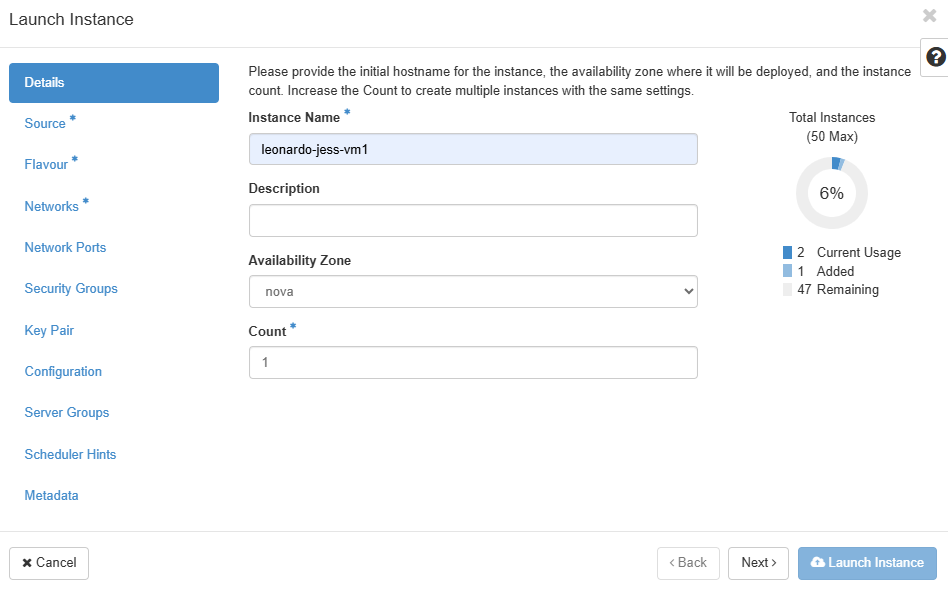 Launch Instance
Details
Source *
Flavour *
Networks *
Network Ports
Security Groups
Key Pair
Configuration
Server Groups
Scheduler Hints
Metadata
Please provide the initial hostname for the instance, the availability zone where it will be deployed, and the instance
count. Increase the Count to create multiple instances with the same settings.
Instance Name *
leonardo-jess-vm1
Description
Availability Zone
nova
Count *
1
Total Instances
(50 Max)
6%
2 Current Usage
1 Added
47 Remaining
Cancel
< Back
Next >
Launch Instance